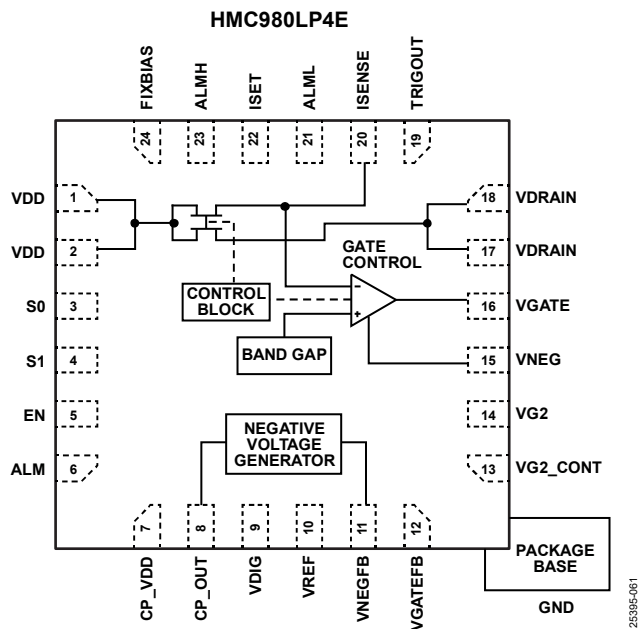 HMC980LP4E
FIXBIAS
ALMH
ISET
ALML
ISENSE
TRIGOUT
24
23
22
21
20
19
VDD
1
18
VDRAIN
VDD
2
17
VDRAIN
GATE
CONTROL
S0
3
CONTROL
BLOCK
–
+
16
VGATE
BAND GAP
S1
4
15
VNEG
EN
5
14
VG2
NEGATIVE
VOLTAGE
GENERATOR
ALM
6
13
VG2_CONT
7
8
9
10
11
12
CP_VDD
CP_OUT
VDIG
VREF
VNEGFB
VGATEFB
PACKAGE
BASE
GND
25395-061